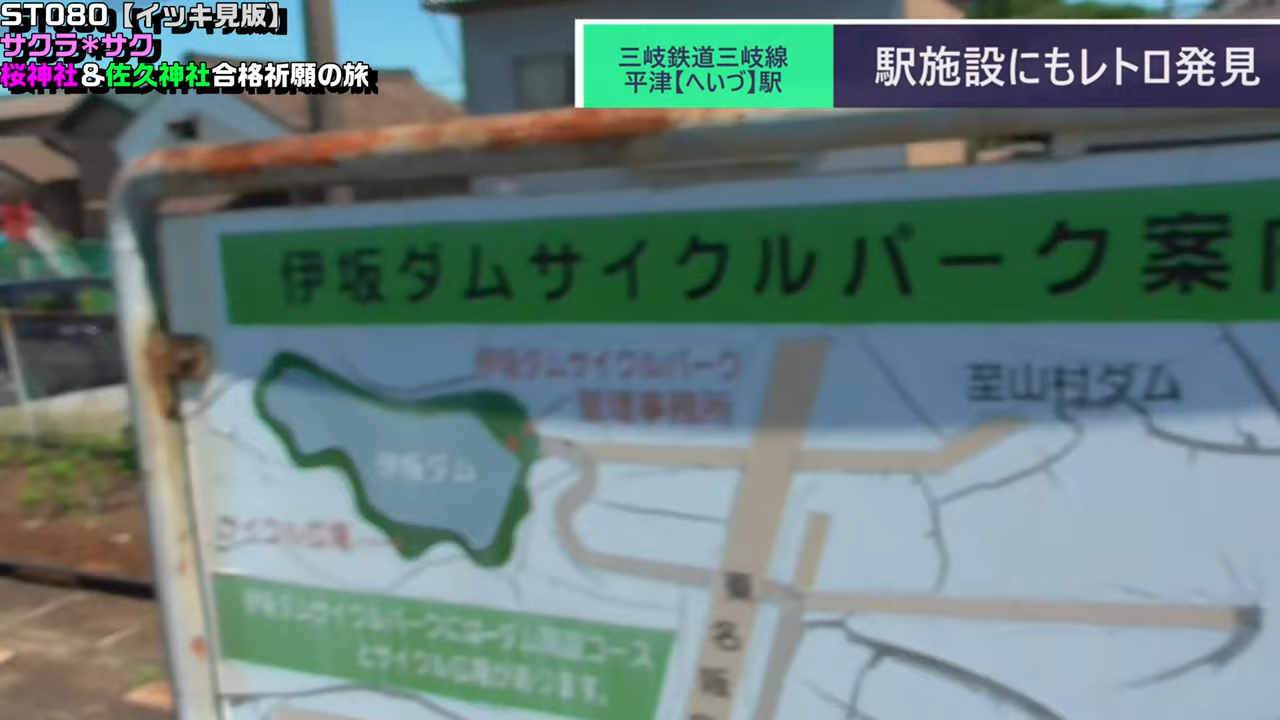 ST080【イツキ見版】
サクラ*サク
桜神社&佐久神社合格祈願の旅
三岐鉄道三岐線
平津【へいづ】駅
駅施設にもレトロ発見
伊坂ダムサイクルパーク案
伊坂ダムサイクルパーク
管理事務所
至山村ダム
伊坂ダム
サイクル広場
伊坂ダムサイクルパークにはダム周遊コース
とサイクル広場があります。
東名阪